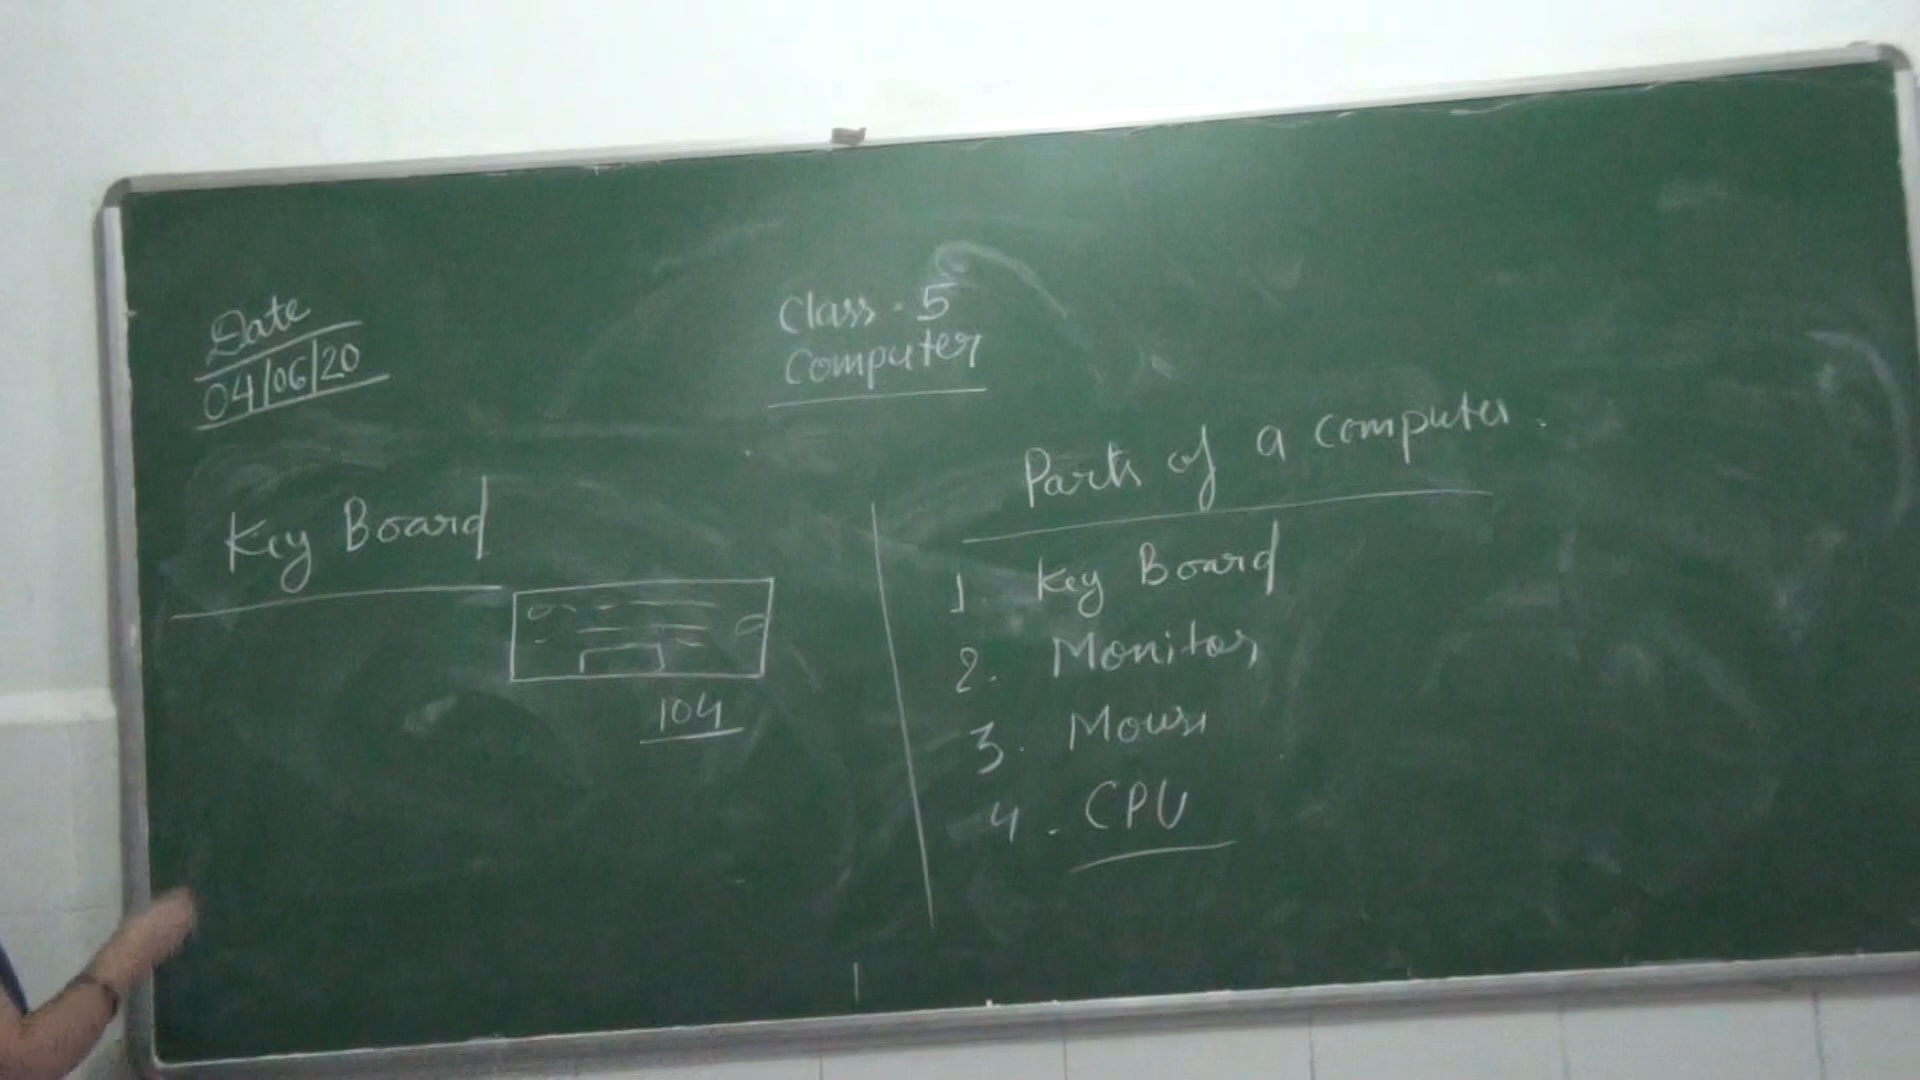 Date
04/06/20
Class - 5
Computer
Key Board
104
Parts of a computer.
1. Key Board
2. Monitor
3. Mouse
4. CPU